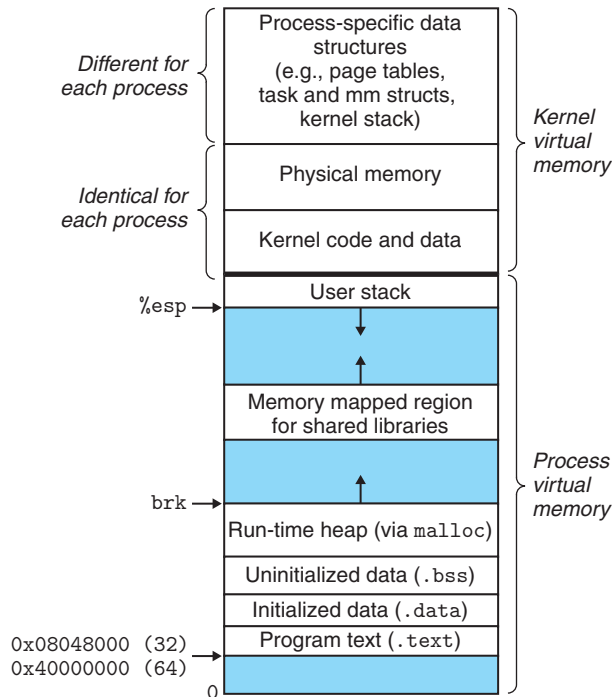 Process-specific data
structures
(e.g., page tables,
task and mm structs,
kernel stack)
Different for
each process
Kernel
virtual
memory
Physical memory
Identical for
each process
Kernel code and data
User stack
%esp
Memory mapped region
for shared libraries
Process
virtual
memory
brk
Run-time heap (via malloc)
Uninitialized data (.bss)
Initialized data (.data)
Program text (.text)
0x08048000 (32)
0x40000000 (64)
0